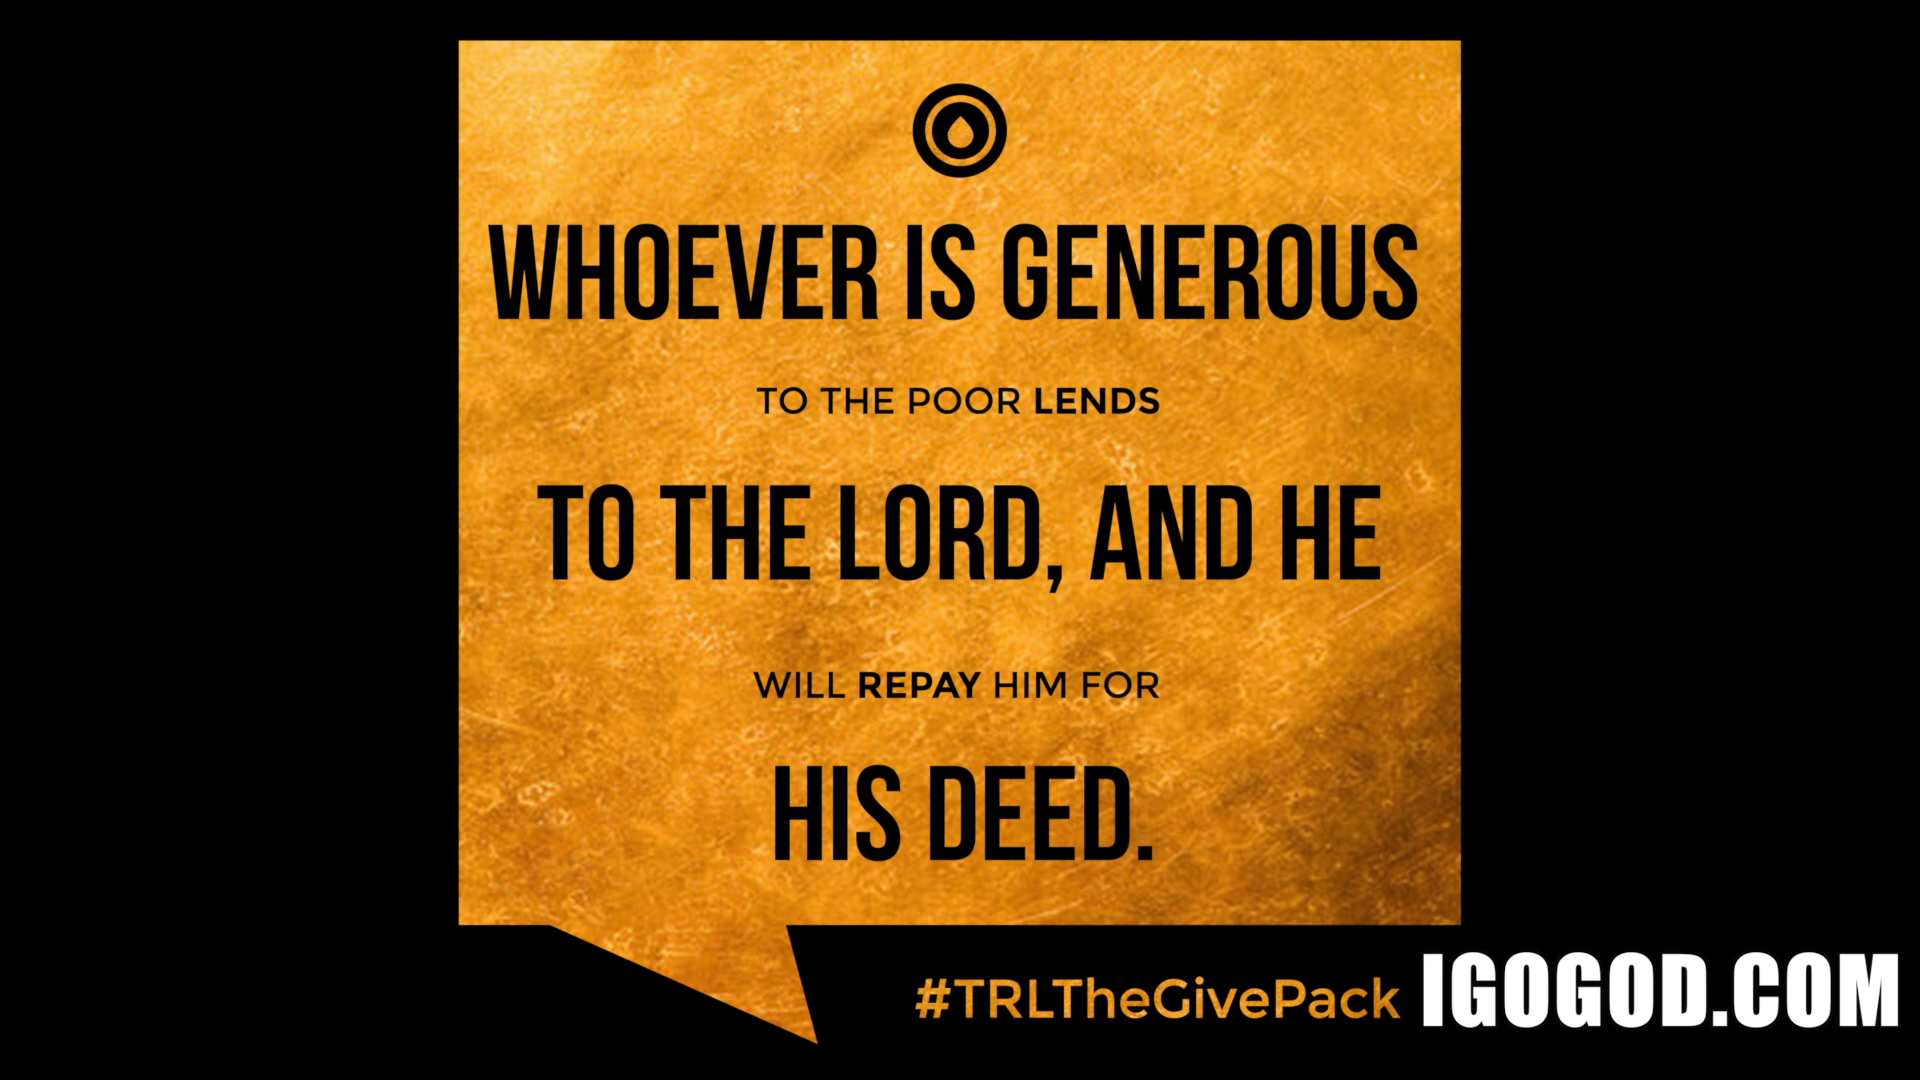 WHOEVER IS GENEROUS
TO THE POOR LENDS
TO THE LORD, AND HE
WILL REPAY HIM FOR
HIS DEED.
#TRLTheGivePack
IGOGOD.COM